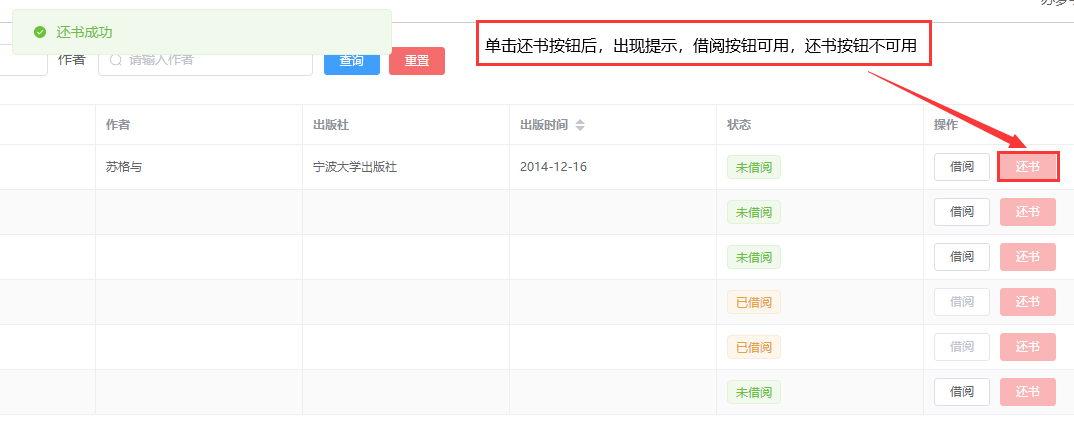 还书成功
单击还书按钮后，出现提示，借阅按钮可用，还书按钮不可用
作者 请输入作者 查询 重置
作者 出版社 出版时间 状态 操作
苏格与 宁波大学出版社 2014-12-16 未借阅 借阅 还书
未借阅 借阅 还书
未借阅 借阅 还书
已借阅 借阅 还书
已借阅 借阅 还书
未借阅 借阅 还书